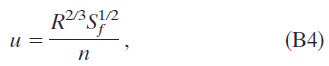 u = R^{2/3} S_f^{1/2} / n , (B4)